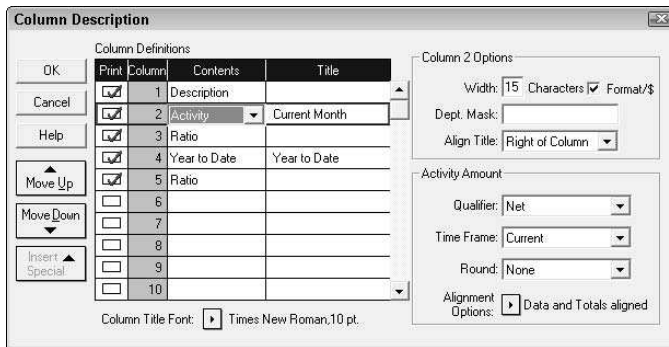 Column Description
OK
Cancel
Help
Move Up
Move Down
Insert Special
Column Definitions
Print Column Contents Title
1 Description
2 Activity Current Month
3 Ratio
4 Year to Date Year to Date
5 Ratio
6
7
8
9
10
Column Title Font: Times New Roman,10 pt.
Column 2 Options
Width: 15 Characters Format/$
Dept. Mask:
Align Title: Right of Column
Activity Amount
Qualifier: Net
Time Frame: Current
Round: None
Alignment Options: Data and Totals aligned